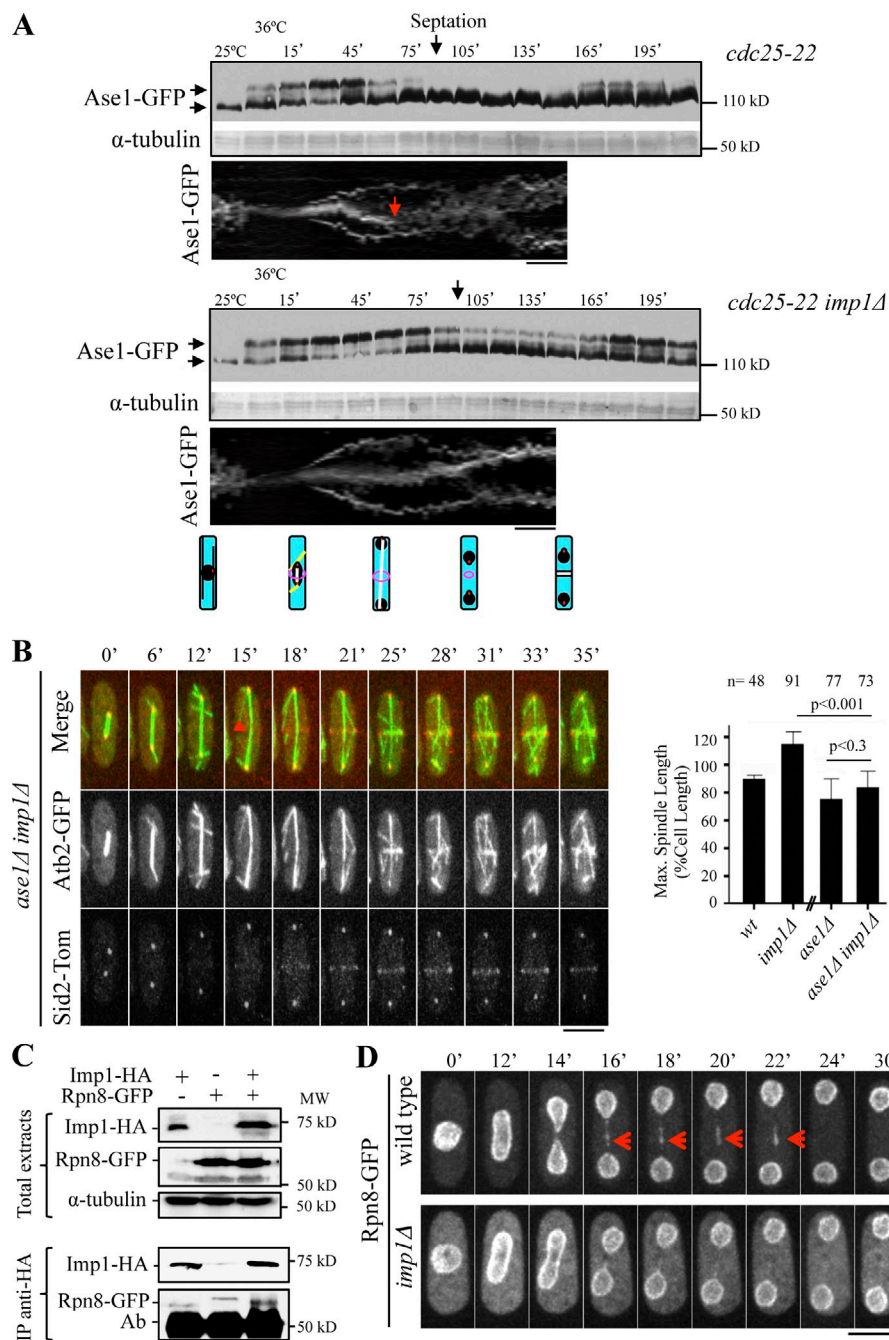 A
Septation
36ºC
25ºC 15’ 45’ 75’ 105’ 135’ 165’ 195’ cdc25-22
Ase1-GFP 110 kD
α-tubulin 50 kD
Ase1-GFP
36ºC
25ºC 15’ 45’ 75’ 105’ 135’ 165’ 195’ cdc25-22 imp1Δ
Ase1-GFP 110 kD
α-tubulin 50 kD
Ase1-GFP
B
0’ 6’ 12’ 15’ 18’ 21’ 25’ 28’ 31’ 33’ 35’
ase1Δ imp1Δ
Merge
Atb2-GFP
Sid2-Tom
n= 48 91 77 73
p<0.001
p<0.3
Max. Spindle Length
(%Cell Length)
120
100
80
60
40
20
0
wt imp1Δ ase1Δ ase1Δ imp1Δ
C
Imp1-HA + - +
Rpn8-GFP - + + MW
Total extracts
Imp1-HA 75 kD
Rpn8-GFP 50 kD
α-tubulin 50 kD
IP anti-HA
Imp1-HA 75 kD
Rpn8-GFP
Ab 50 kD
D
0’ 12’ 14’ 16’ 18’ 20’ 22’ 24’ 30
Rpn8-GFP
wild type
imp1Δ